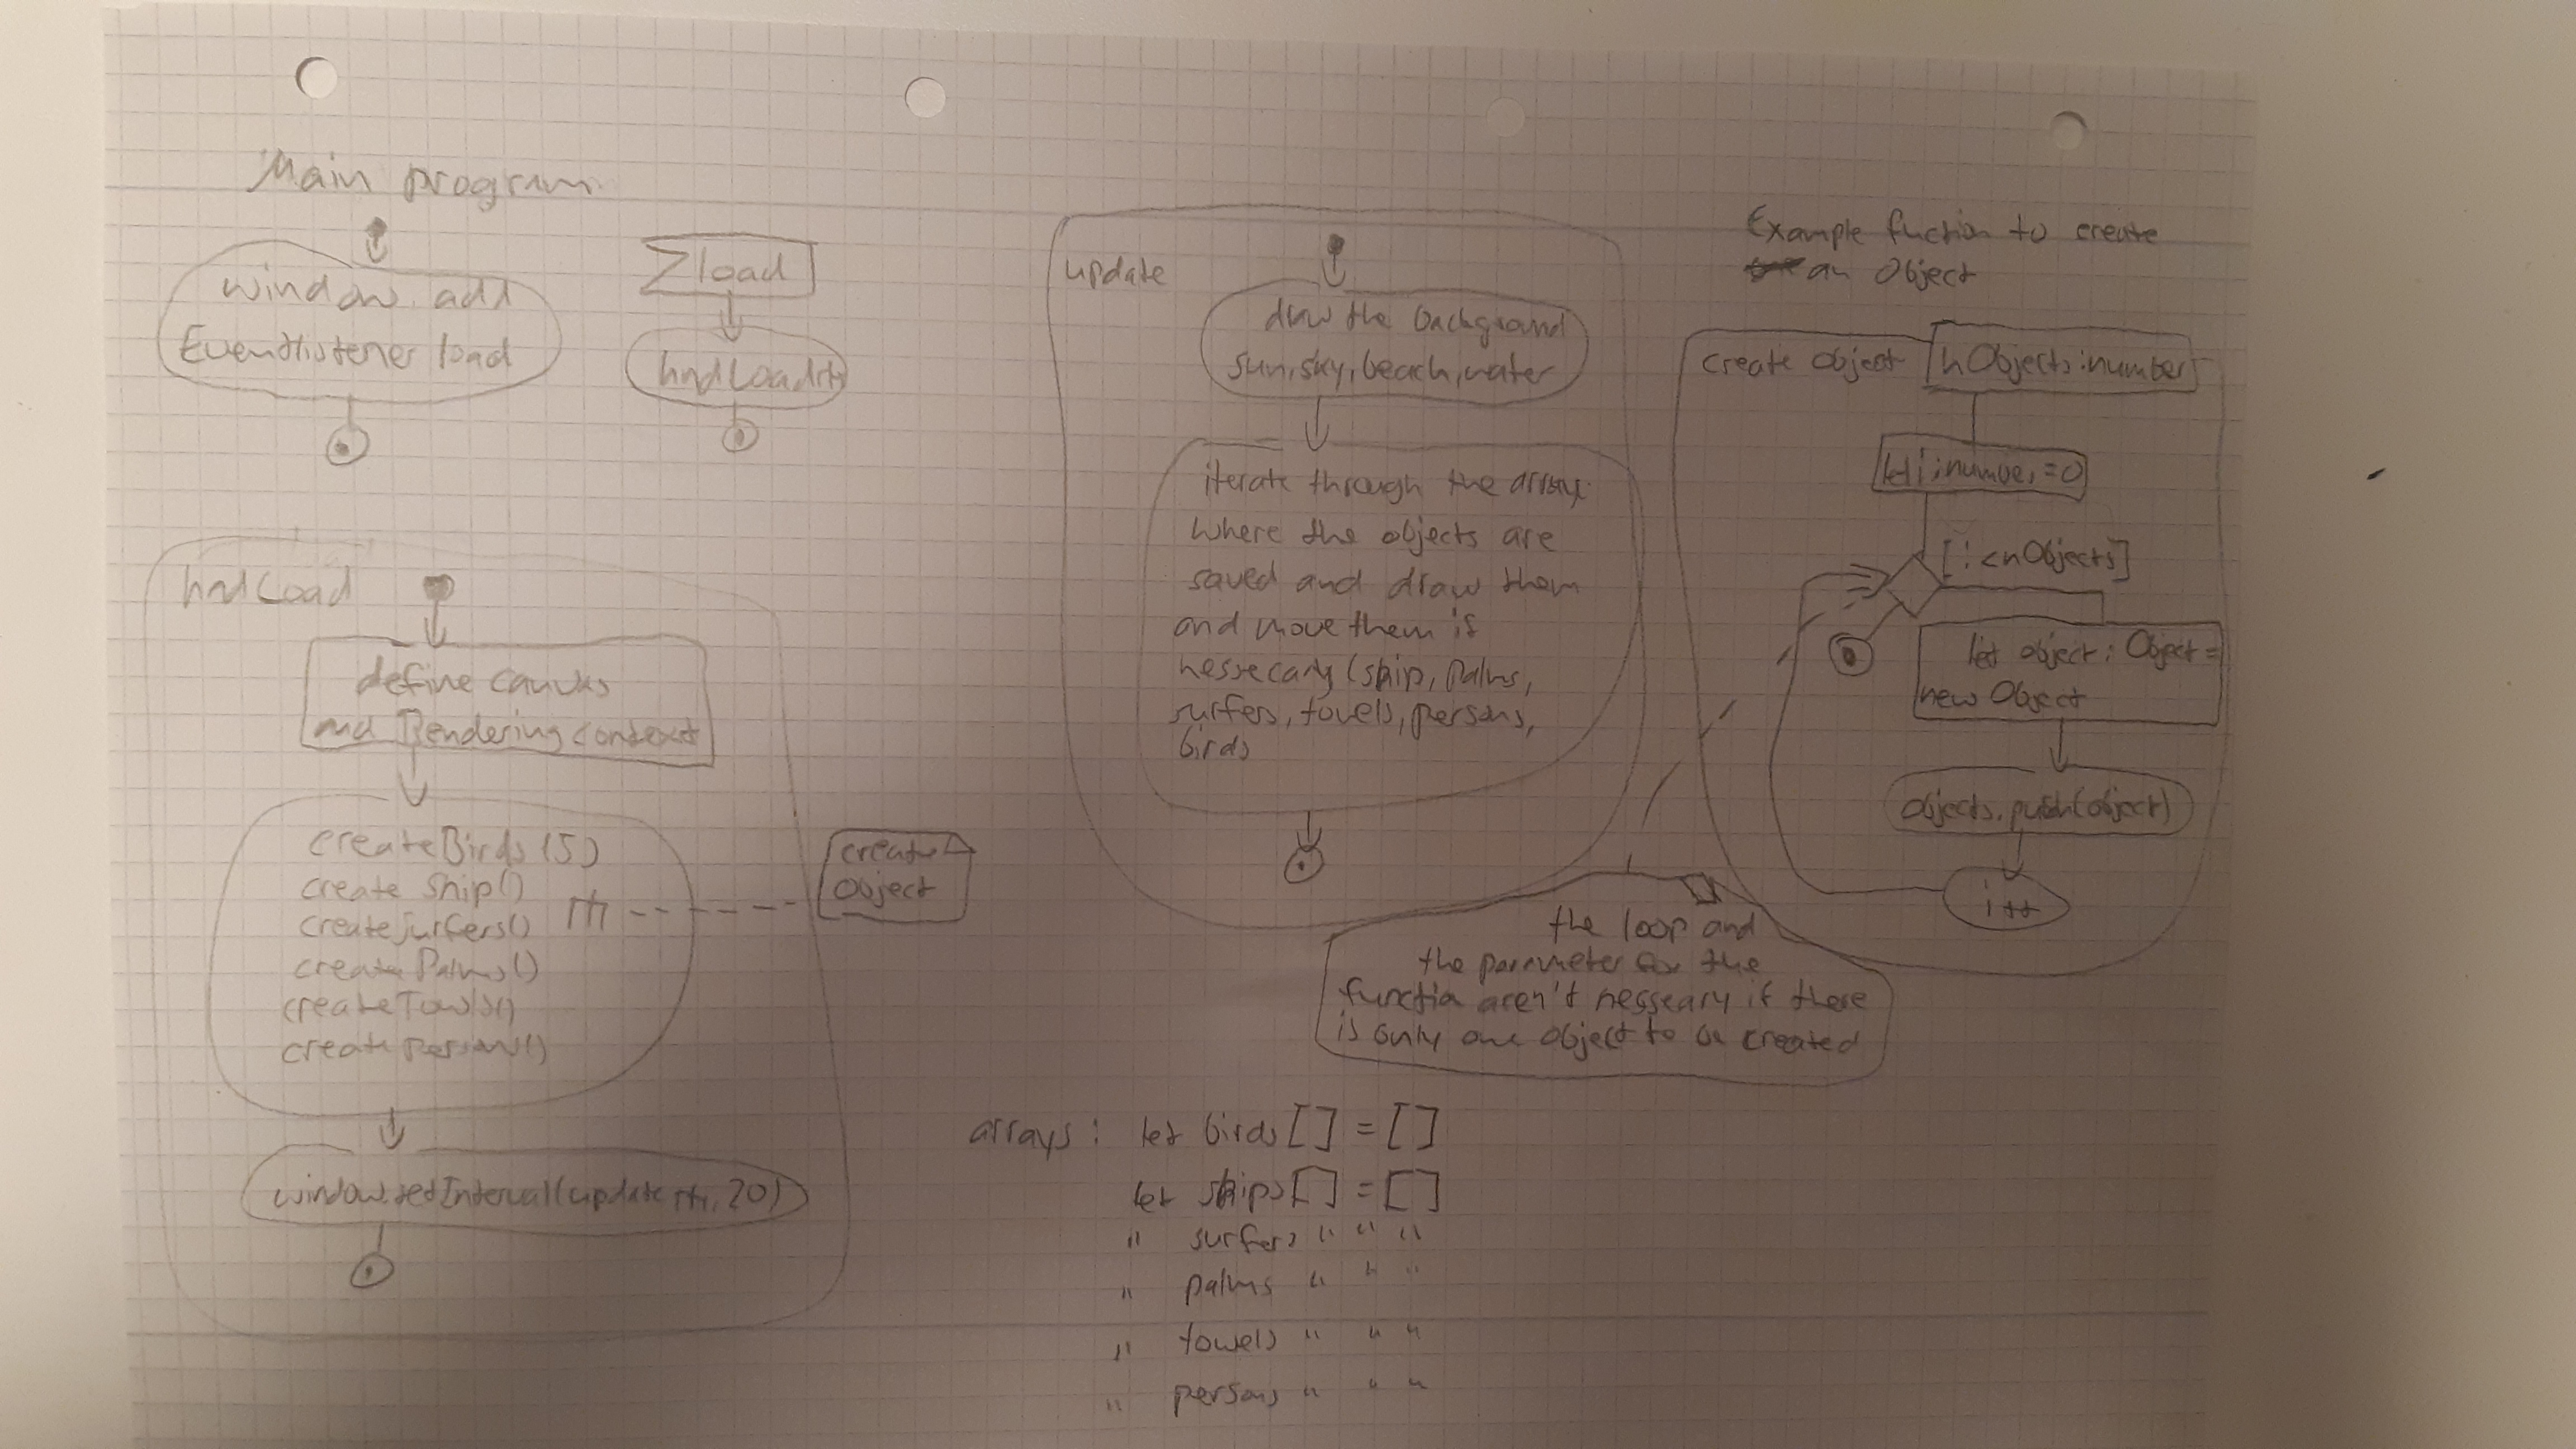 Main program
window. add
Eventlistener load
load
hndLoad
hndLoad
define canvas
and Rendering context
createBirds (5)
create Ship()
createSurfers()
createPalms()
createTowls()
createPersons()
create
Object
window.setInterval(update, 20)
update
draw the background
sun, sky, beach, water
iterate through the arrays
where the objects are
saved and draw them
and move them if
nessecary (ship, palms,
surfers, towels, persons,
birds
Example function to create
an Object
create Object
nObjects:number
let i:number=0
[i<nObjects]
let object: Object =
new Object
objects.push(object)
i++
the loop and
the parameter for the
function aren't nesseary if there
is only one object to be created
arrays: let birds[] = []
let ships[] = []
" surfers " " "
" palms " " "
" towels " " "
" persons " " "